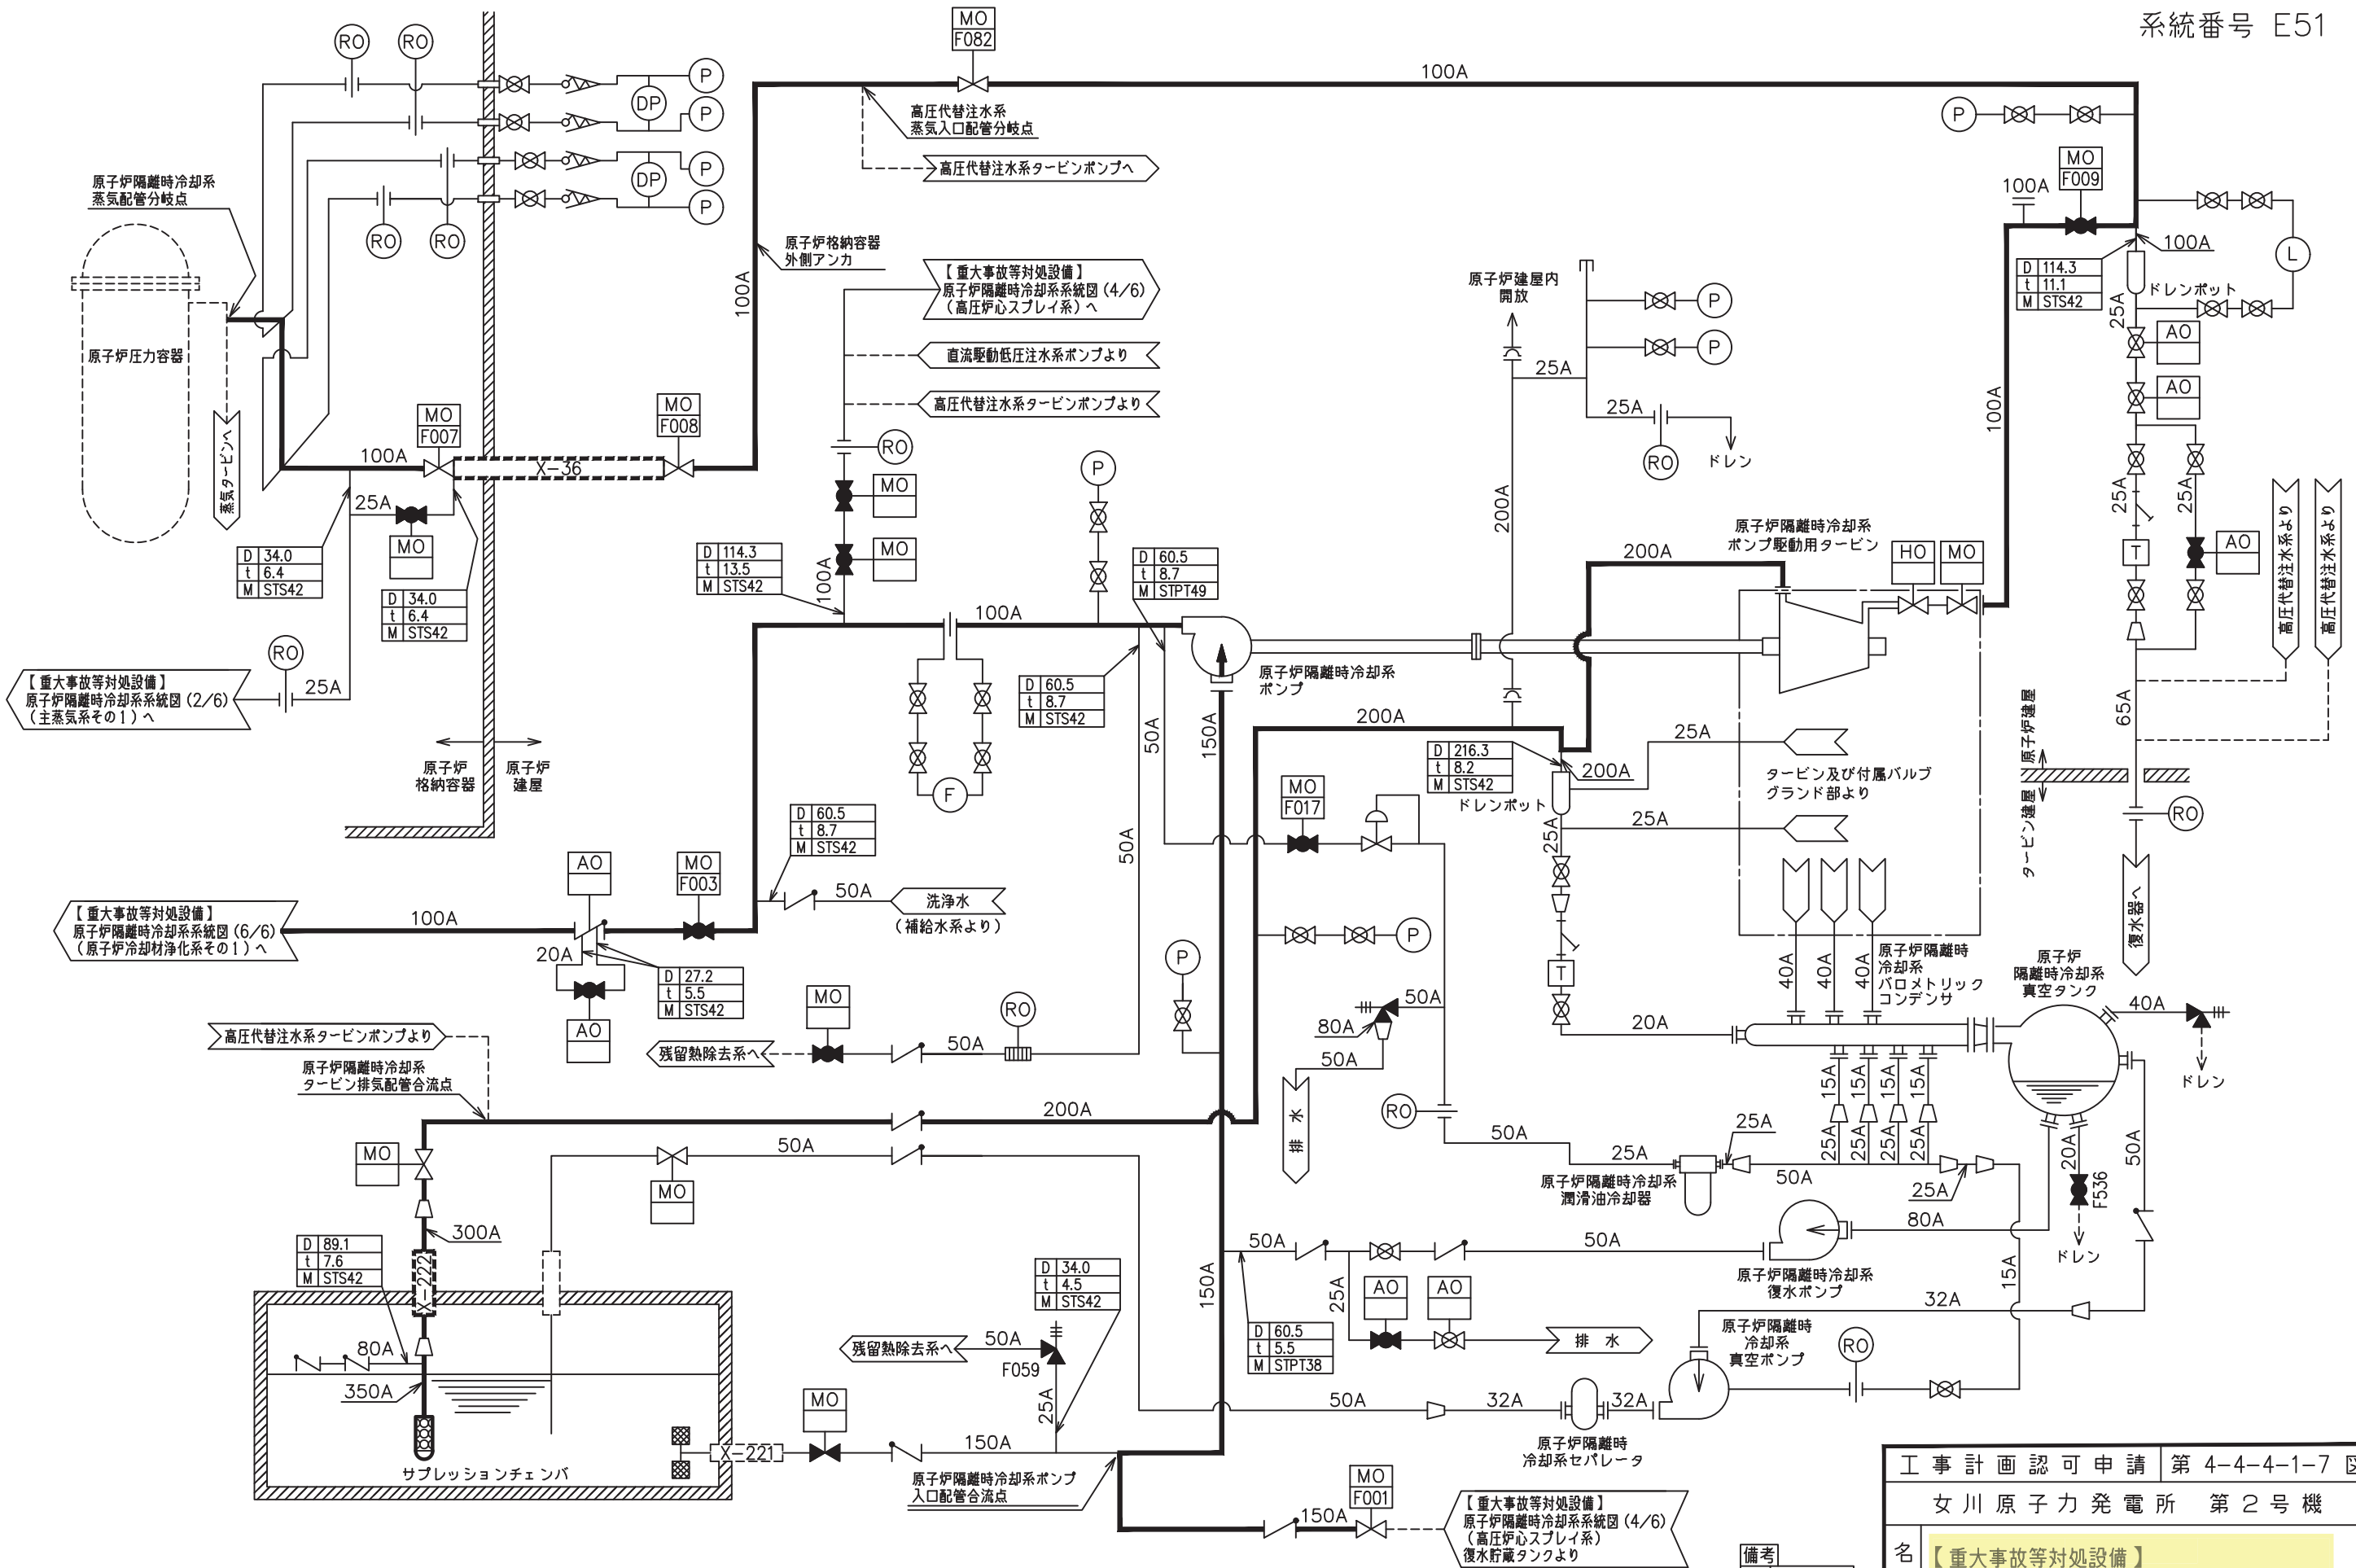 系統番号 E51
RO
RO
P
DP
P
P
DP
P
RO
RO
MO
F082
100A
高圧代替注水系
蒸気入口配管分岐点
高圧代替注水系タービンポンプへ
P
MO
F009
100A
100A
L
D 114.3
t 11.1
M STS42
ドレンポット
25A
AO
AO
25A
25A
T
AO
高圧代替注水系より
高圧代替注水系より
65A
原子炉建屋
タービン建屋
RO
復水器へ
原子炉隔離時冷却系
蒸気配管分岐点
原子炉圧力容器
蒸気タービンへ
原子炉格納容器
外側アンカ
100A
MO
F007
100A
X-36
MO
F008
25A
MO
D 34.0
t 6.4
M STS42
D 34.0
t 6.4
M STS42
RO
25A
【重大事故等対処設備】
原子炉隔離時冷却系系統図(2/6)
(主蒸気系その1)へ
原子炉
格納容器
原子炉
建屋
【重大事故等対処設備】
原子炉隔離時冷却系系統図(4/6)
(高圧炉心スプレイ系)へ
直流駆動低圧注水系ポンプより
高圧代替注水系タービンポンプより
RO
MO
MO
100A
D 114.3
t 13.5
M STS42
P
100A
D 60.5
t 8.7
M STPT49
D 60.5
t 8.7
M STS42
F
原子炉隔離時冷却系
ポンプ
原子炉建屋内
開放
P
P
25A
25A
RO
ドレン
200A
200A
原子炉隔離時冷却系
ポンプ駆動用タービン
HO
MO
100A
200A
D 216.3
t 8.2
M STS42
200A
ドレンポット
25A
25A
タービン及び付属バルブ
グランド部より
25A
T
20A
50A
50A
150A
MO
F017
P
50A
80A
50A
排水
RO
50A
25A
25A
原子炉隔離時冷却系
潤滑油冷却器
40A
40A
40A
原子炉隔離時
冷却系
バロメトリック
コンデンサ
原子炉
隔離時冷却系
真空タンク
40A
ドレン
15A
15A
15A
15A
25A
25A
25A
25A
50A
25A
20A
F536
ドレン
50A
80A
原子炉隔離時冷却系
復水ポンプ
15A
32A
原子炉隔離時
冷却系
真空ポンプ
RO
D 60.5
t 8.7
M STS42
50A
洗浄水
(補給水系より)
【重大事故等対処設備】
原子炉隔離時冷却系系統図(6/6)
(原子炉冷却材浄化系その1)へ
100A
AO
MO
F003
20A
AO
D 27.2
t 5.5
M STS42
MO
RO
残留熱除去系へ
50A
P
高圧代替注水系タービンポンプより
原子炉隔離時冷却系
タービン排気配管合流点
200A
50A
MO
MO
300A
D 89.1
t 7.6
M STS42
X-222
80A
350A
サプレッションチェンバ
X-221
MO
150A
残留熱除去系へ
50A
F059
25A
D 34.0
t 4.5
M STS42
150A
50A
50A
25A
AO
AO
排水
D 60.5
t 5.5
M STPT38
50A
32A
32A
原子炉隔離時
冷却系セパレータ
原子炉隔離時冷却系ポンプ
入口配管合流点
150A
MO
F001
【重大事故等対処設備】
原子炉隔離時冷却系系統図(4/6)
(高圧炉心スプレイ系)
復水貯蔵タンクより
工事計画認可申請 第 4-4-4-1-7 図
女川原子力発電所 第2号機
名 【重大事故等対処設備】
備考